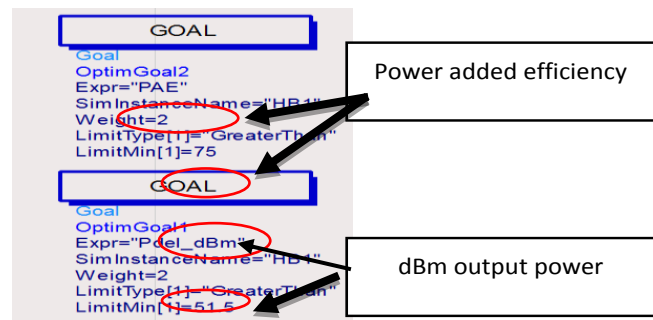 GOAL
Goal
OptimGoal2
Expr="PAE"
SimInstanceName="HB1"
Weight=2
LimitType[1]="GreaterThan"
LimitMin[1]=75
Power added efficiency
GOAL
Goal
OptimGoal1
Expr="Pdel_dBm"
SimInstanceName="HB1"
Weight=2
LimitType[1]="GreaterThan"
LimitMin[1]=51.5
dBm output power